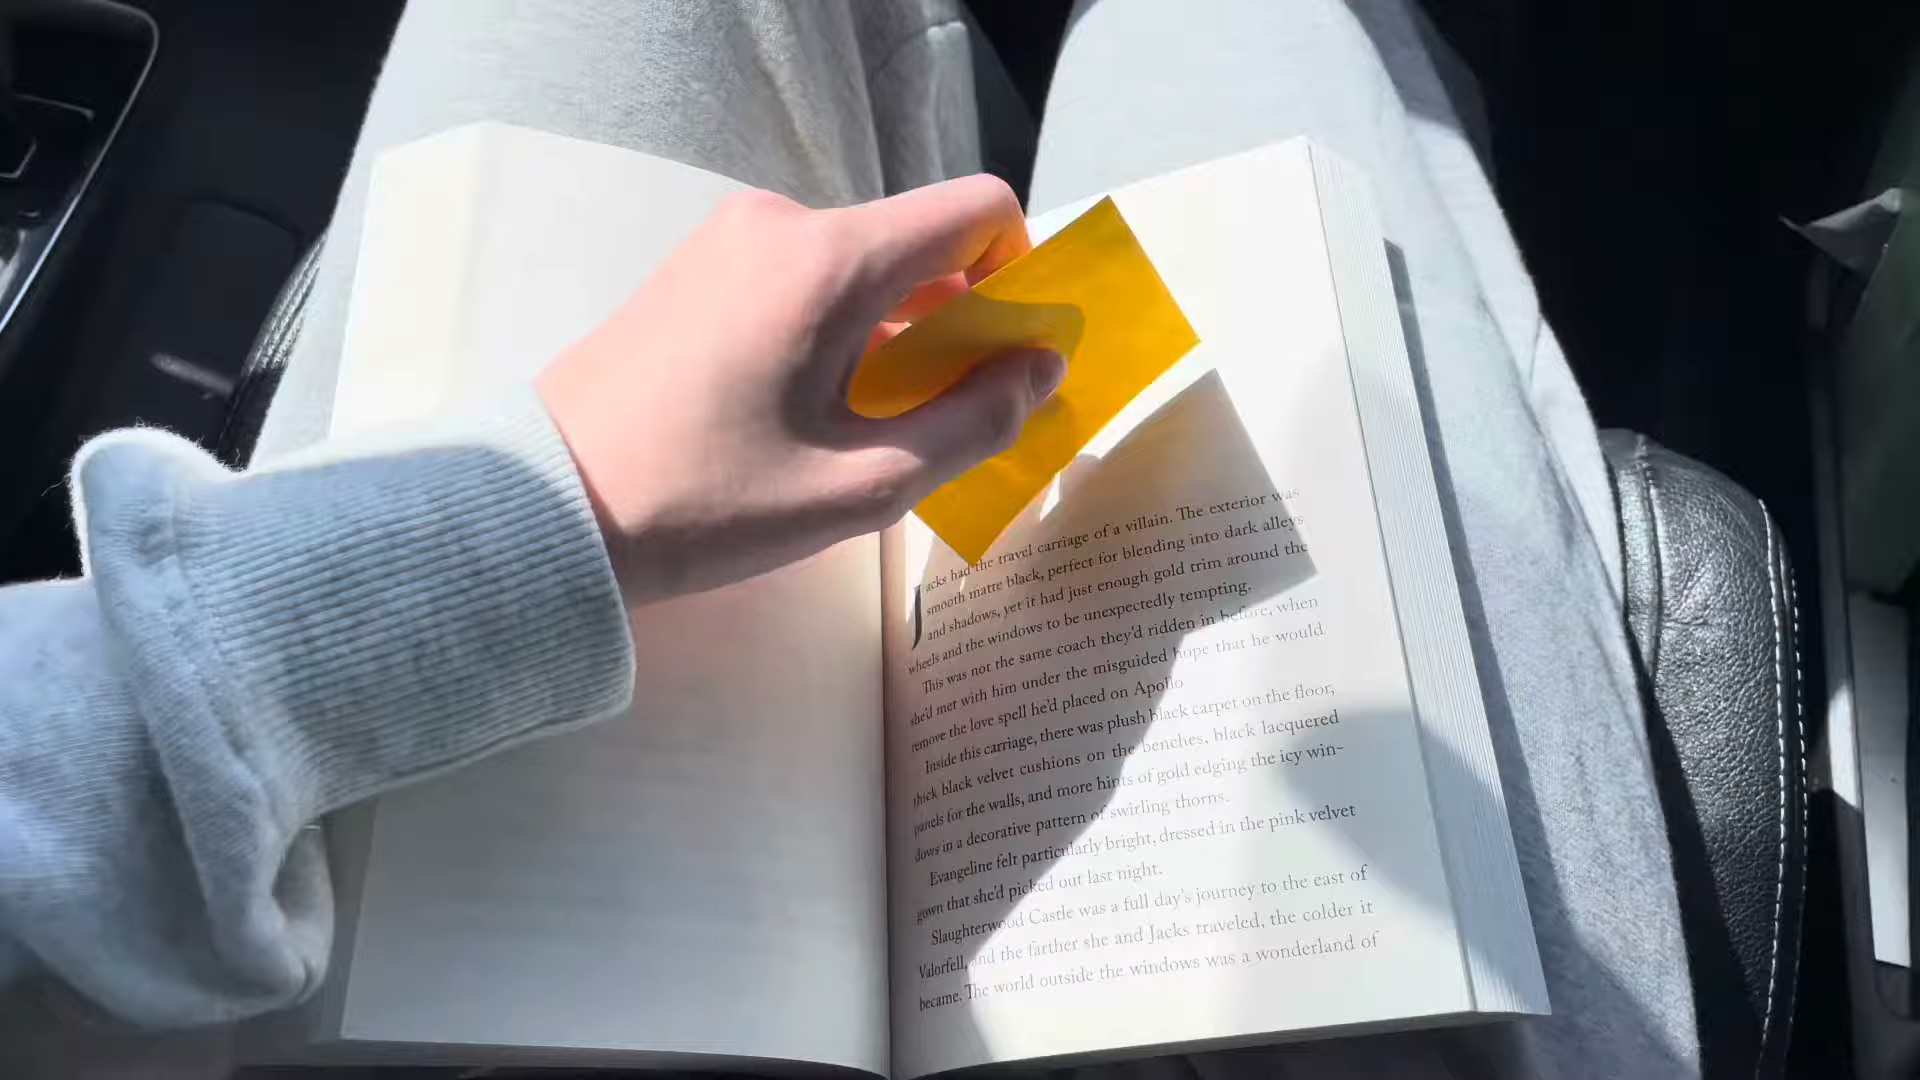 Jacks had the travel carriage of a villain. The exterior was
smooth matte black, perfect for blending into dark alleys
and shadows, yet it had just enough gold trim around the
wheels and the windows to be unexpectedly tempting.
This was not the same coach they'd ridden in before, when
she'd met with him under the misguided hope that he would
remove the love spell he'd placed on Apollo
Inside this carriage, there was plush black carpet on the floor,
thick black velvet cushions on the benches, black lacquered
panels for the walls, and more hints of gold edging the icy win-
dows in a decorative pattern of swirling thorns.
Evangeline felt particularly bright, dressed in the pink velvet
gown that she'd picked out last night.
Slaughterwood Castle was a full day's journey to the east of
Valorfell, and the farther she and Jacks traveled, the colder it
became. The world outside the windows was a wonderland of